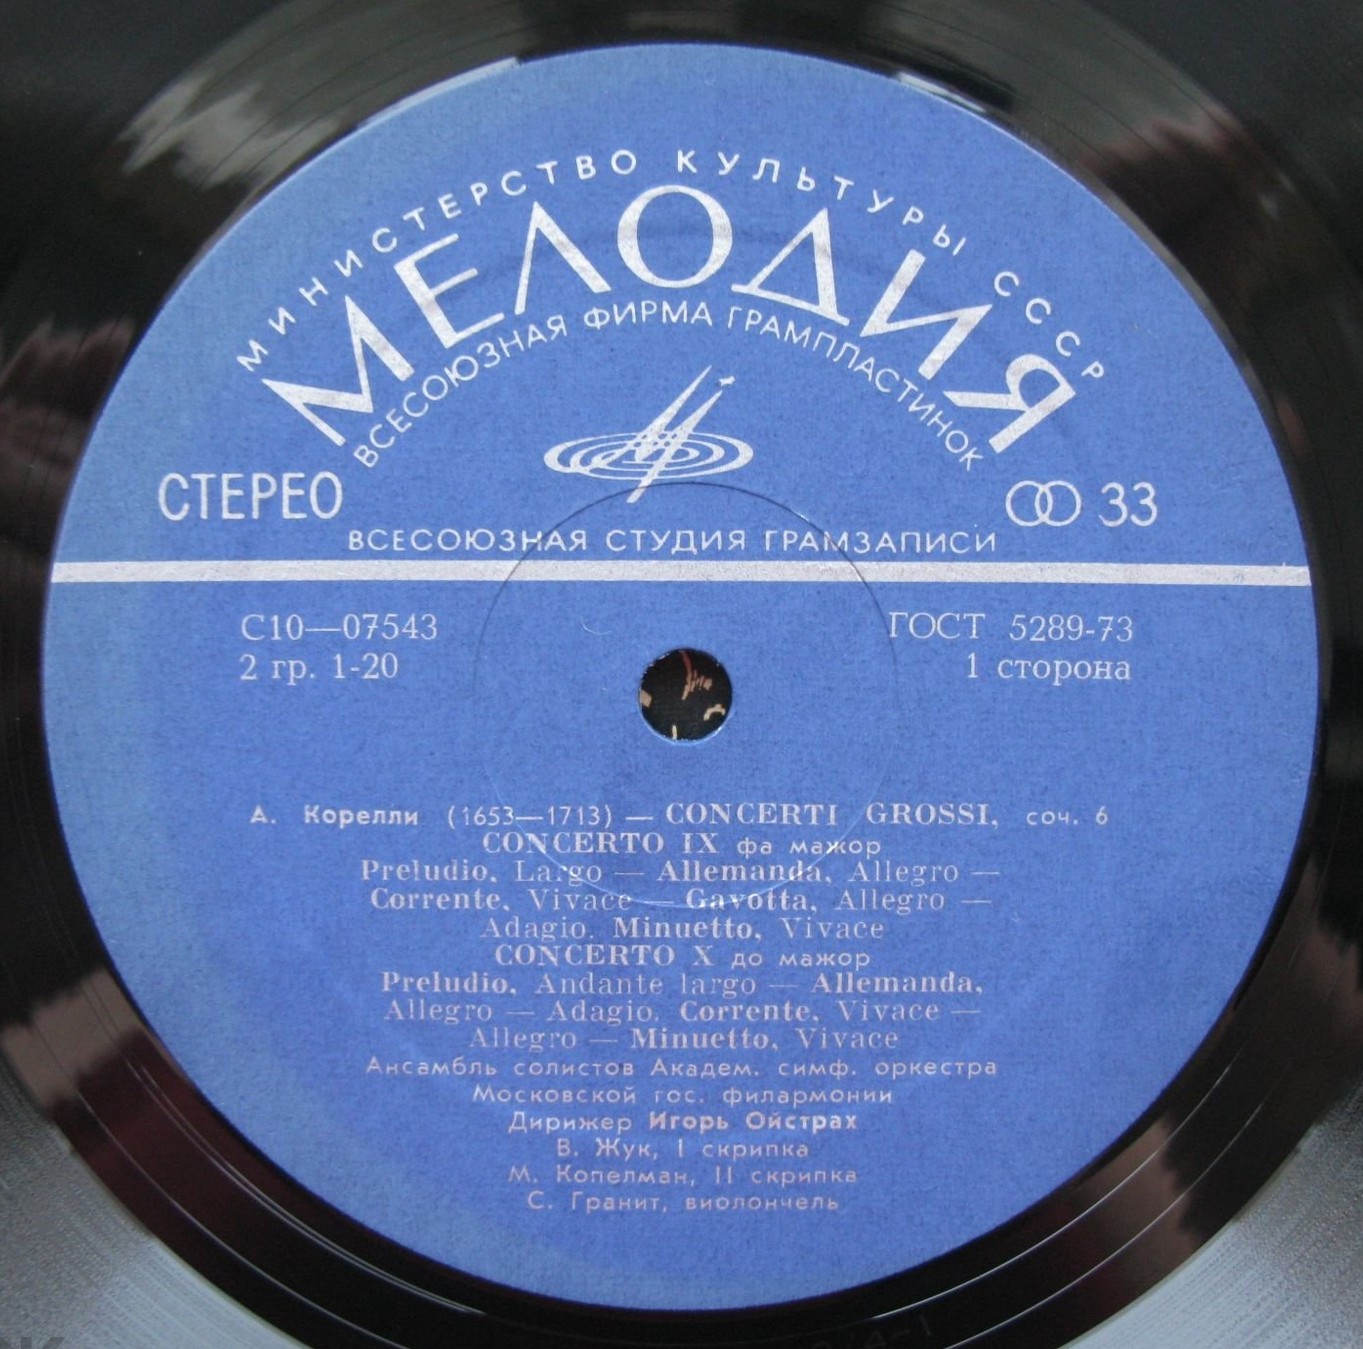 МИНИСТЕРСТВО КУЛЬТУРЫ СССР
МЕЛОДИЯ
ВСЕСОЮЗНАЯ ФИРМА ГРАМПЛАСТИНОК
СТЕРЕО
33
ВСЕСОЮЗНАЯ СТУДИЯ ГРАМЗАПИСИ
С10—07543
ГОСТ 5289-73
2 гр. 1-20
1 сторона
А. Корелли (1653—1713) — CONCERTI GROSSI, соч. 6
CONCERTO IX фа мажор
Preludio, Largo — Allemanda, Allegro —
Corrente, Vivace — Gavotta, Allegro —
Adagio. Minuetto, Vivace
CONCERTO X до мажор
Preludio, Andante largo — Allemanda,
Allegro — Adagio. Corrente, Vivace —
Allegro — Minuetto, Vivace
Ансамбль солистов Академ. симф. оркестра
Московской гос. филармонии
Дирижер Игорь Ойстрах
В. Жук, I скрипка
М. Копелман, II скрипка
С. Гранит, виолончель